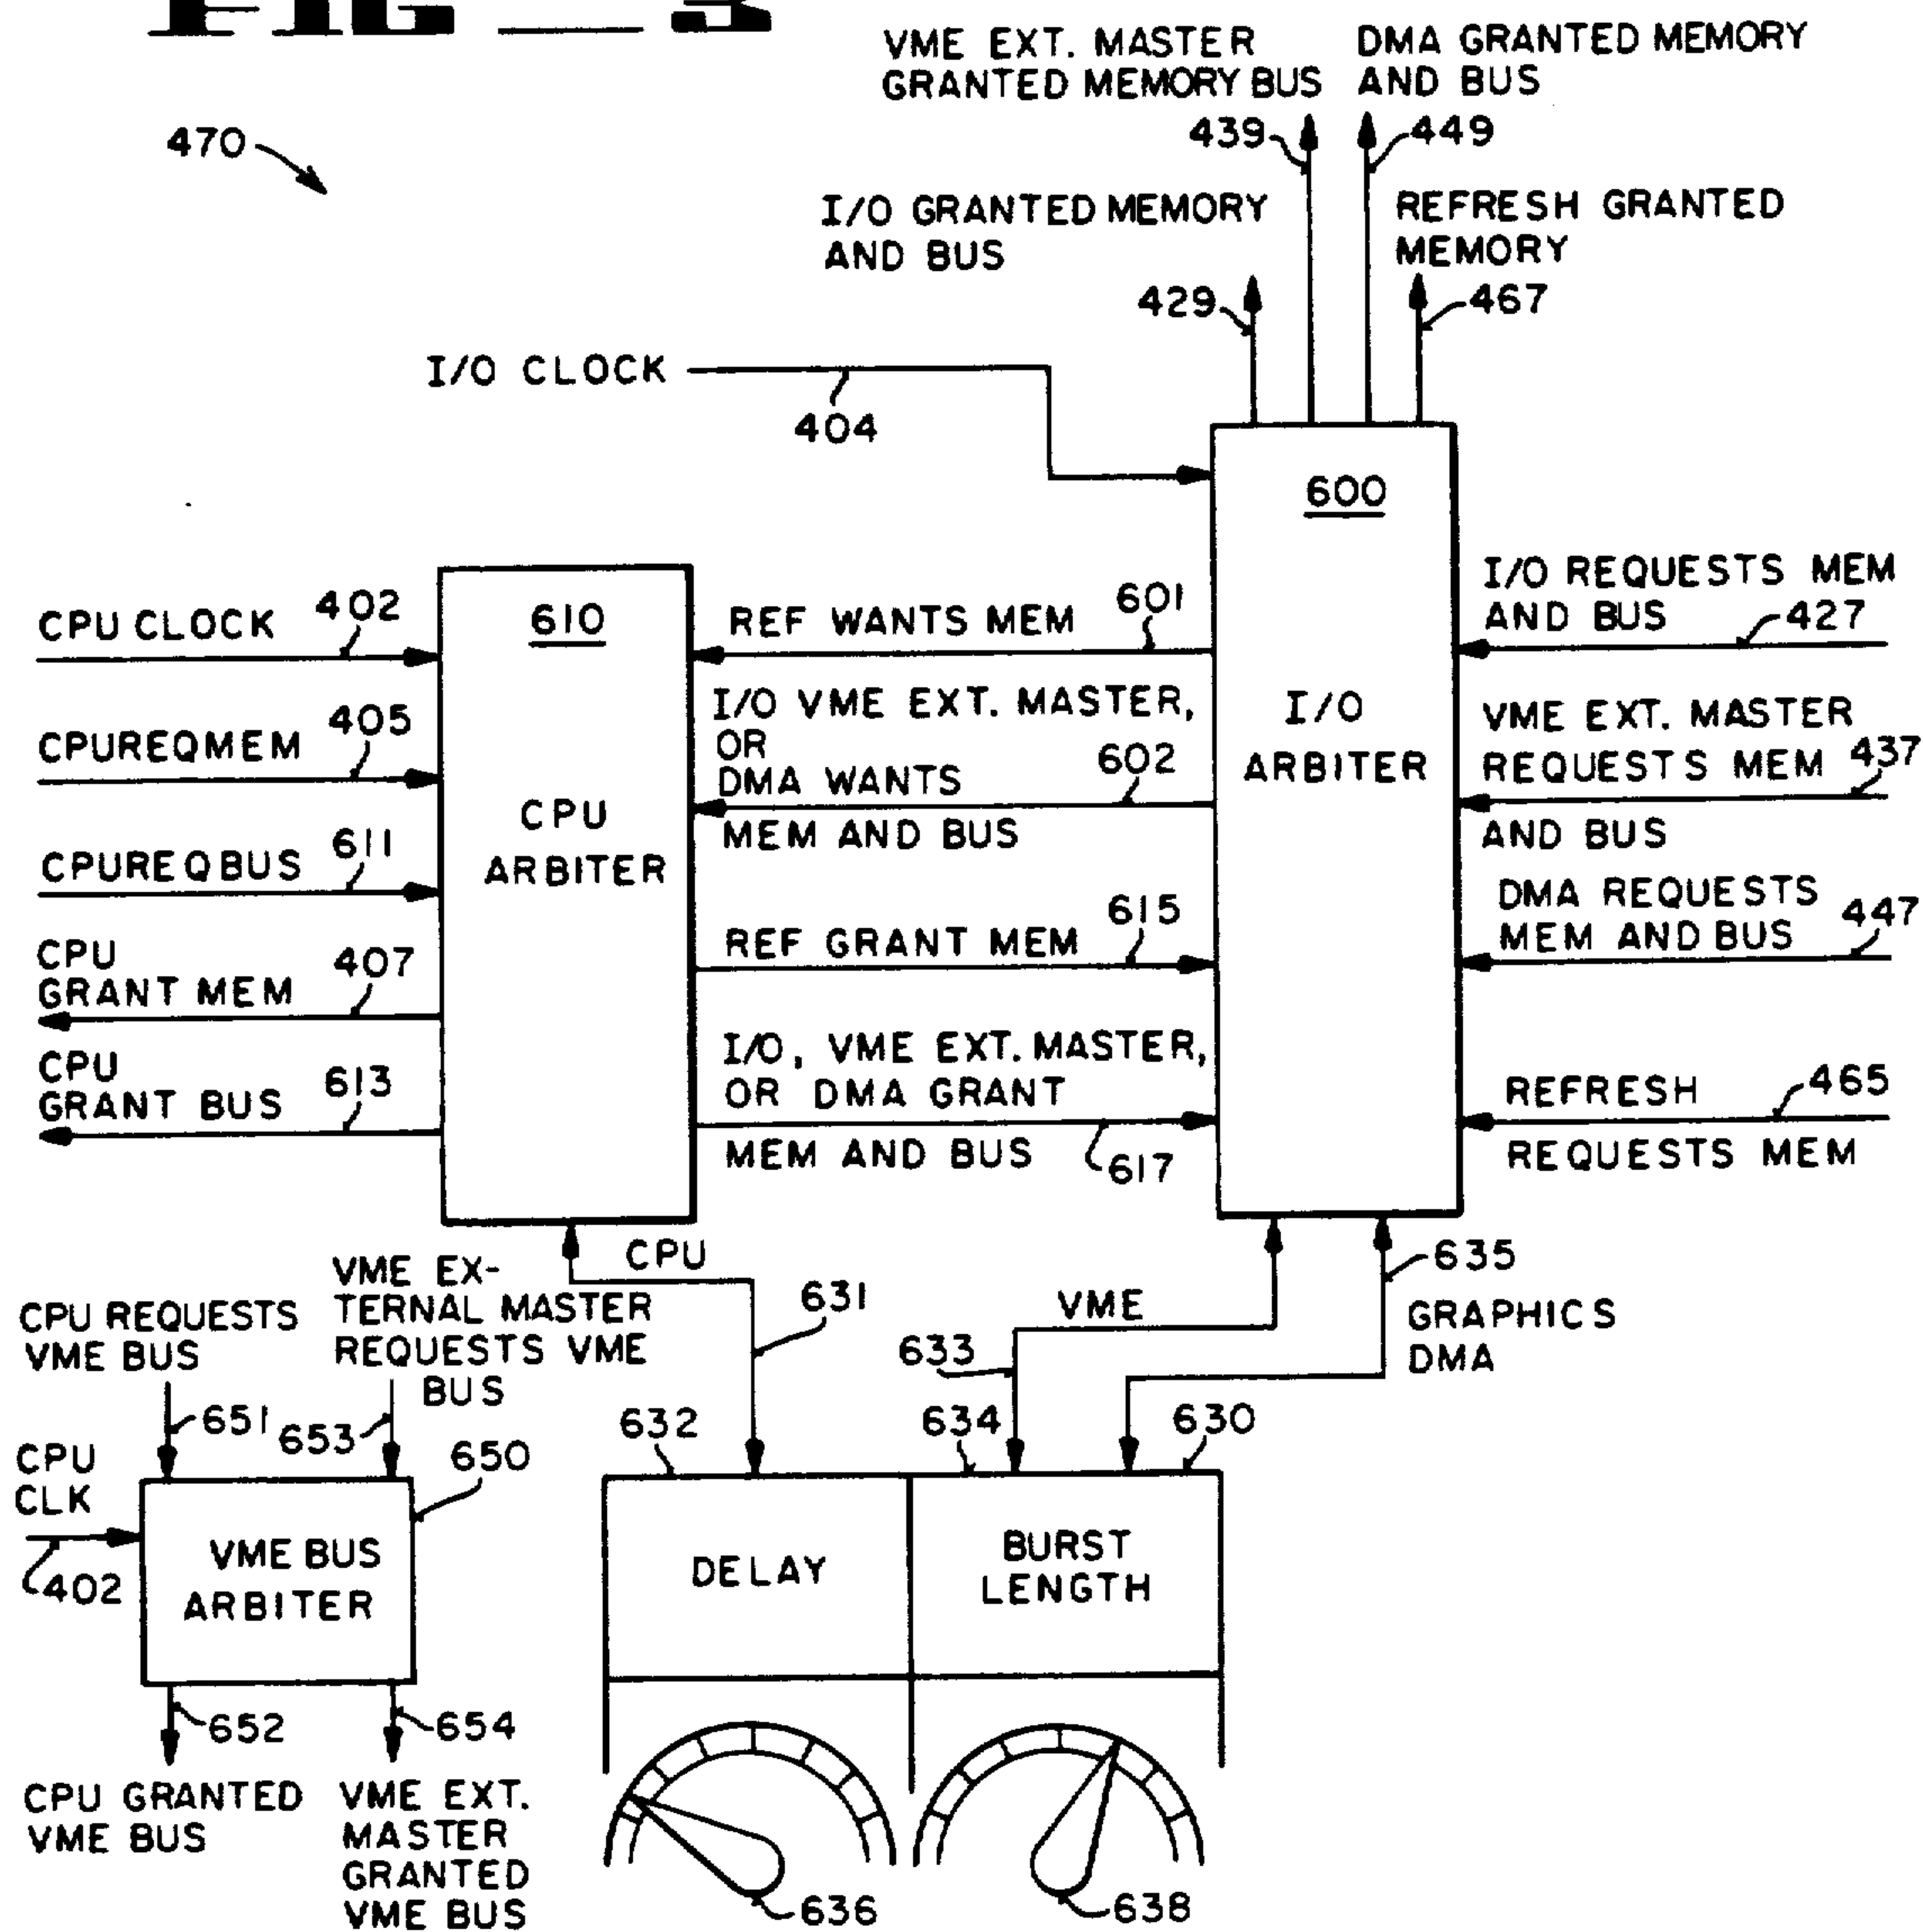 FIG_3
VME EXT. MASTER
GRANTED MEMORY BUS
DMA GRANTED MEMORY
AND BUS
470
439
449
I/O GRANTED MEMORY
AND BUS
REFRESH GRANTED
MEMORY
429
467
I/O CLOCK
404
600
I/O
ARBITER
610
CPU
ARBITER
CPU CLOCK 402
CPUREQMEM 405
CPUREQBUS 611
CPU
GRANT MEM 407
CPU
GRANT BUS 613
REF WANTS MEM 601
I/O VME EXT. MASTER,
OR
DMA WANTS 602
MEM AND BUS
REF GRANT MEM 615
I/O, VME EXT. MASTER,
OR DMA GRANT
MEM AND BUS 617
I/O REQUESTS MEM
AND BUS 427
VME EXT. MASTER
REQUESTS MEM 437
AND BUS
DMA REQUESTS
MEM AND BUS 447
REFRESH 465
REQUESTS MEM
CPU
631
VME
633
635
GRAPHICS
DMA
CPU REQUESTS
VME BUS
VME EX-
TERNAL MASTER
REQUESTS VME
BUS
651
653
650
CPU
CLK
402
VME BUS
ARBITER
652
654
CPU GRANTED
VME BUS
VME EXT.
MASTER
GRANTED
VME BUS
632
634
630
DELAY
BURST
LENGTH
636
638